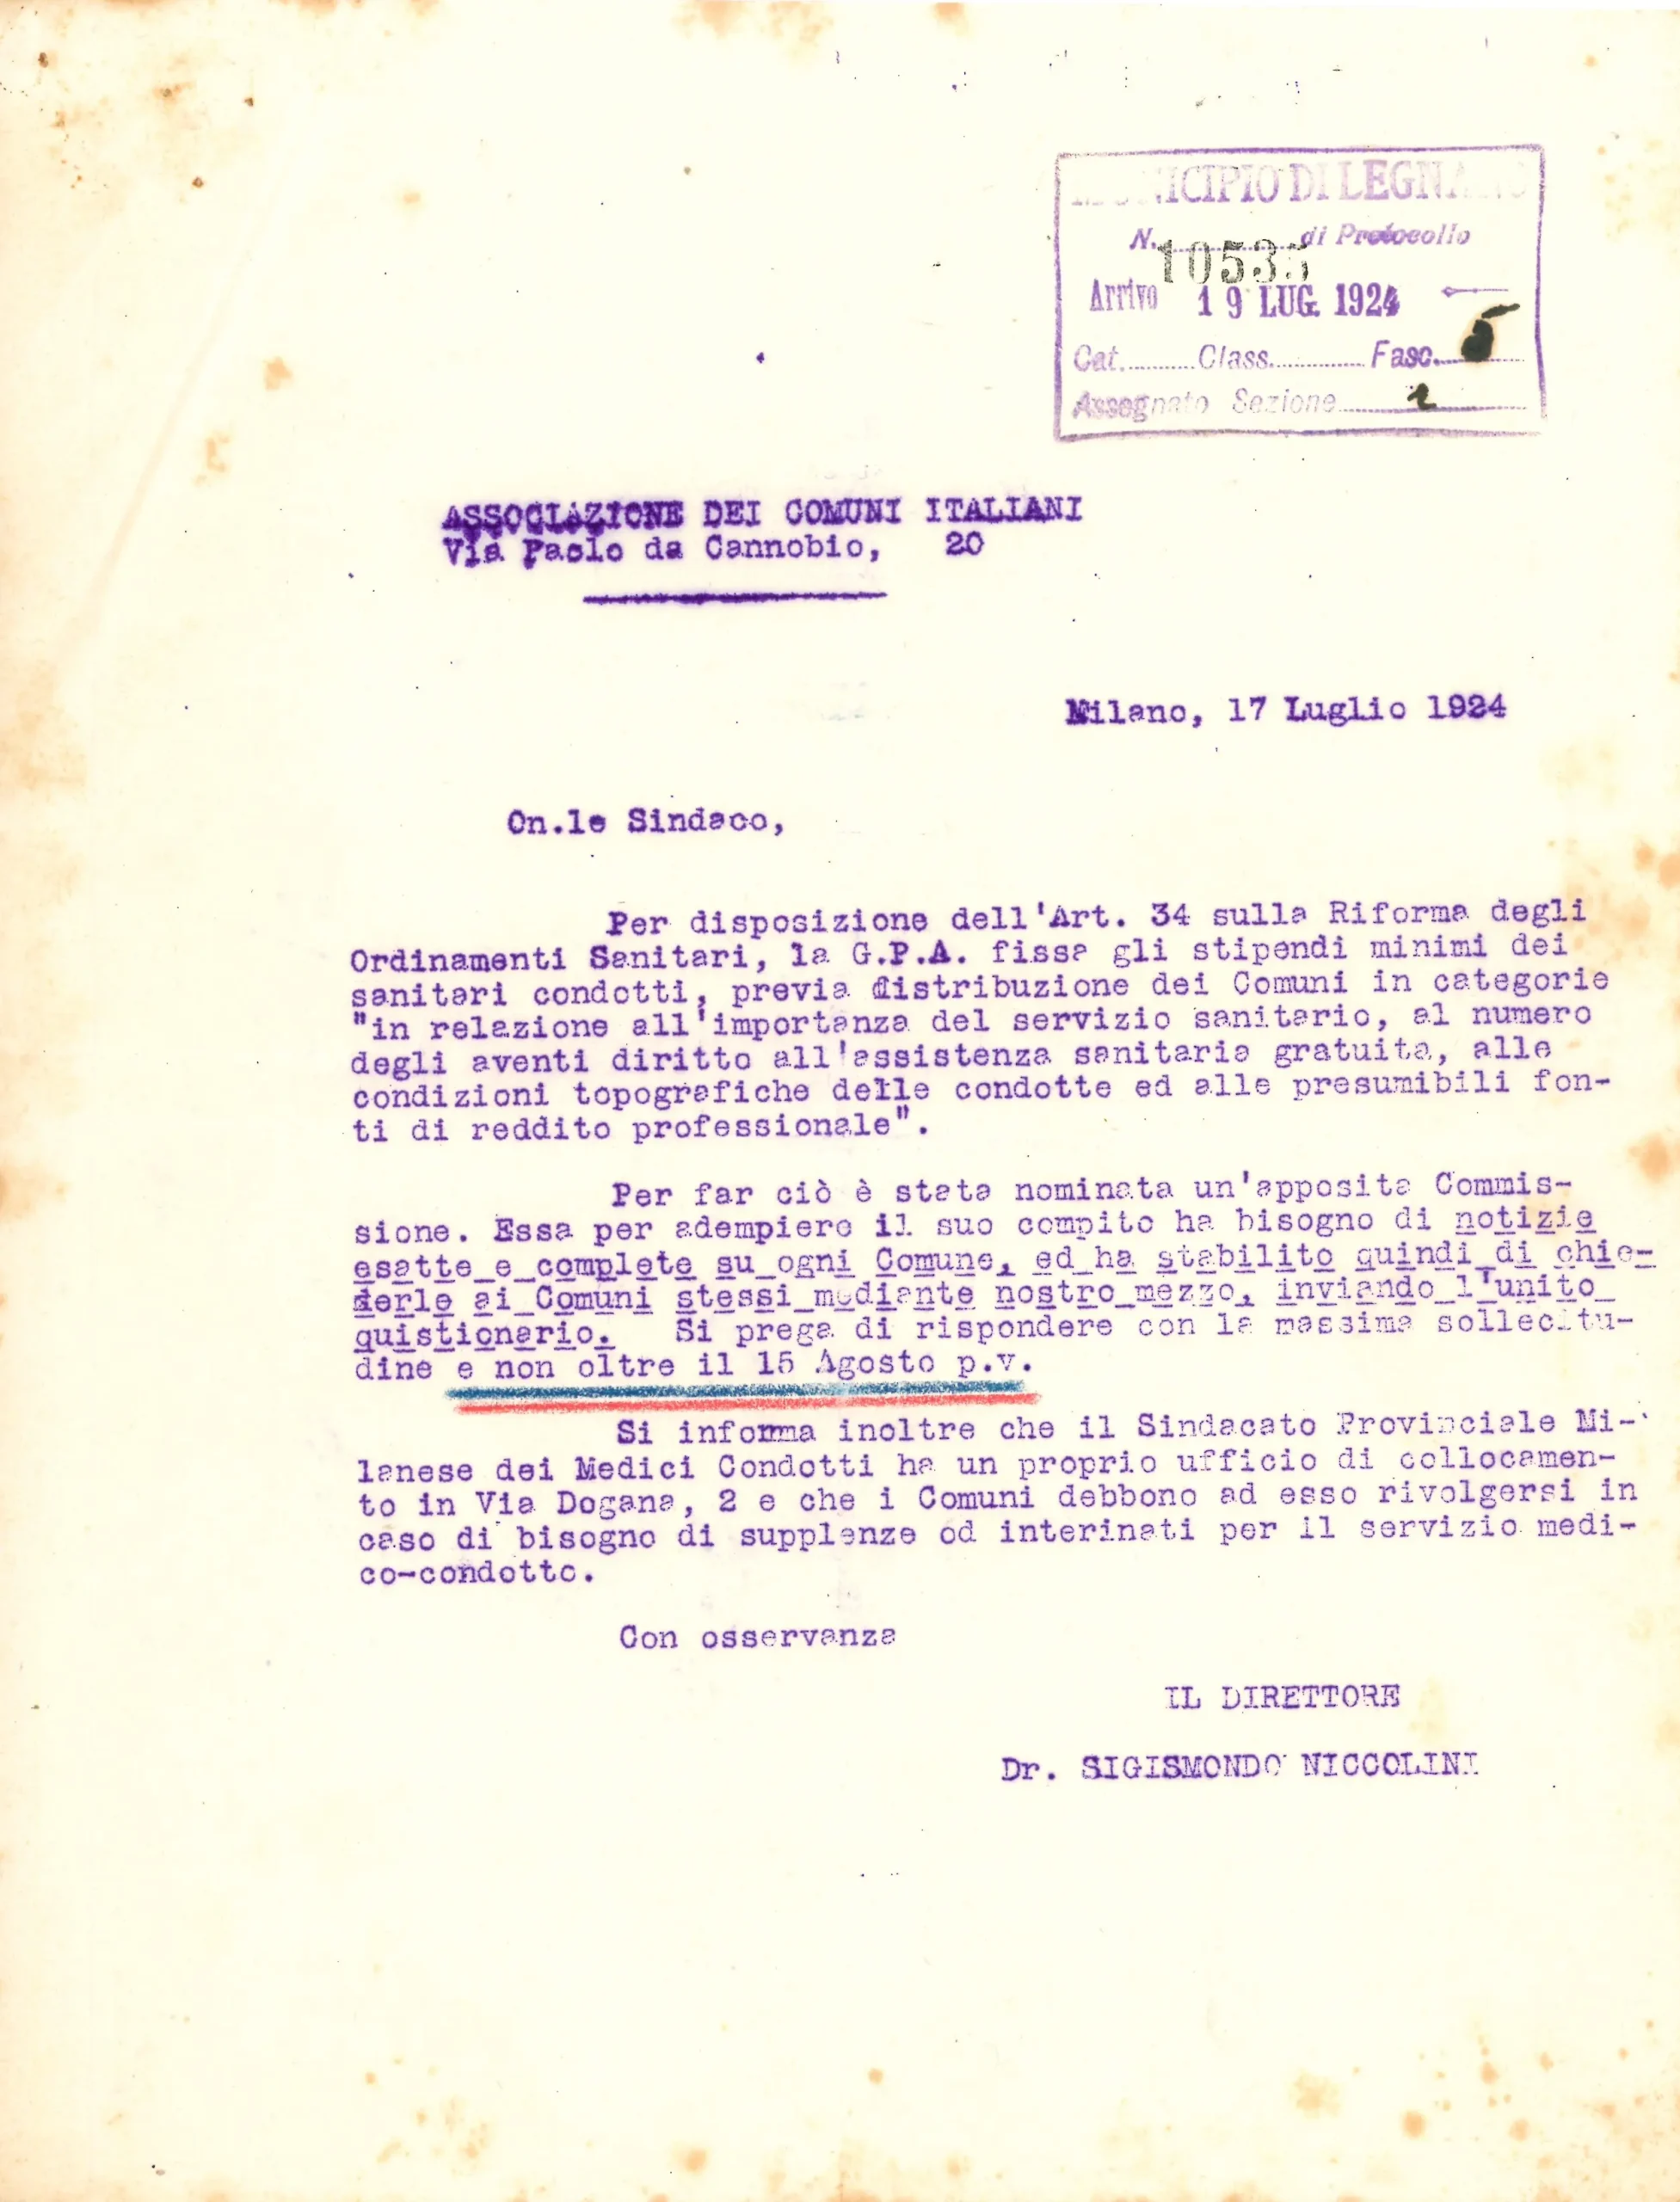 MUNICIPIO DI LEGNANO
N. 10535 di Protocollo
Arrivo 19 LUG. 1924
Cat. Class. Fasc. 5
Assegnato Sezione 1
ASSOCIAZIONE DEI COMUNI ITALIANI
Via Paolo da Cannobio, 20
Milano, 17 Luglio 1924
On.le Sindaco,
Per disposizione dell'Art. 34 sulla Riforma degli
Ordinamenti Sanitari, la G.P.A. fissa gli stipendi minimi dei
sanitari condotti, previa distribuzione dei Comuni in categorie
"in relazione all'importanza del servizio sanitario, al numero
degli aventi diritto all'assistenza sanitaria gratuita, alle
condizioni topografiche delle condotte ed alle presumibili fon-
ti di reddito professionale".
Per far ciò è stata nominata un'apposita Commis-
sione. Essa per adempiere il suo compito ha bisogno di notizie
esatte e complete su ogni Comune, ed ha stabilito quindi di chie-
derle ai Comuni stessi mediante nostro mezzo, inviando l'unito
quistionario. Si prega di rispondere con la massima sollecitu-
dine e non oltre il 15 Agosto p.v.
Si informa inoltre che il Sindacato Provinciale Mi-
lanese dei Medici Condotti ha un proprio ufficio di collocamen-
to in Via Dogana, 2 e che i Comuni debbono ad esso rivolgersi in
caso di bisogno di supplenze od interinati per il servizio medi-
co-condotto.
Con osservanza
IL DIRETTORE
Dr. SIGISMONDO NICCOLINI